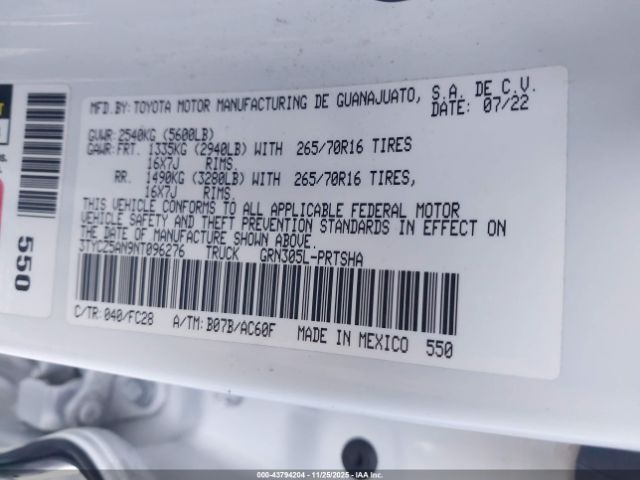 MFD.BY:TOYOTA MOTOR MANUFACTURING DE GUANAJUATO, S.A. DE C.V.
DATE: 07/22
GVWR: 2540KG (5600LB)
GAWR: FRT. 1335KG (2940LB) WITH 265/70R16 TIRES
16X7J RIMS.
RR. 1490KG (3280LB) WITH 265/70R16 TIRES,
16X7J RIMS.
THIS VEHICLE CONFORMS TO ALL APPLICABLE FEDERAL MOTOR
VEHICLE SAFETY AND THEFT PREVENTION STANDARDS IN EFFECT ON
THE DATE OF MANUFACTURE SHOWN ABOVE.
3TYCZ5AN9NT096276 TRUCK GRN305L-PRTSHA
C/TR: 040/FC28 A/TM: B07B/AC60F MADE IN MEXICO 550
550
000-43794204 | 11/25/2025 | IAAI.com